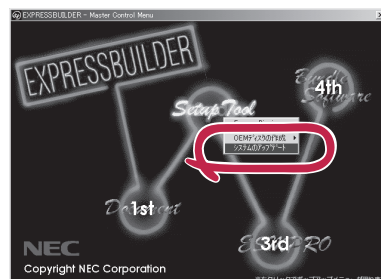 EXPRESSBUILDER - Master Control Menu
EXPRESSBUILDER
4th
Software
Setup Tool
OEMディスクの作成
システムのアップデート
1st
3rd
NEC
Copyright NEC Corporation